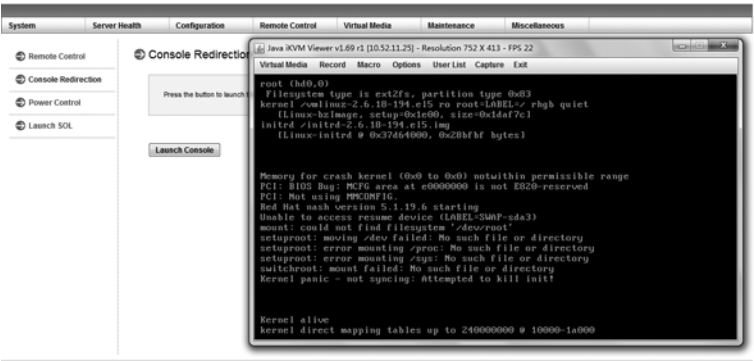 System Server Health Configuration Remote Control Virtual Media Maintenance Miscellaneous
Remote Control
Console Redirection
Power Control
Launch SOL
Console Redirection
Press the button to launch
Launch Console
Java iKVM Viewer v1.69 r1 [10.52.11.25] - Resolution 752 X 413 - FPS 22
Virtual Media Record Macro Options User List Capture Exit
root (hd0,0)
Filesystem type is ext2fs, partition type 0x83
kernel /vmlinuz-2.6.18-194.el5 ro root=LABEL=/ rhgb quiet
[Linux-bzImage, setup=0x1e00, size=0x1daf7c]
initrd /initrd-2.6.18-194.el5.img
[Linux-initrd @ 0x37d64000, 0x28bfbf bytes]
Memory for crash kernel (0x0 to 0x0) notwithin permissible range
PCI: BIOS Bug: MCFG area at e0000000 is not E820-reserved
PCI: Not using MMCONFIG.
Red Hat nash version 5.1.19.6 starting
Unable to access resume device (LABEL=SWAP-sda3)
mount: could not find filesystem '/dev/root'
setuproot: moving /dev failed: No such file or directory
setuproot: error mounting /proc: No such file or directory
setuproot: error mounting /sys: No such file or directory
switchroot: mount failed: No such file or directory
Kernel panic - not syncing: Attempted to kill init!
Kernel alive
kernel direct mapping tables up to 240000000 @ 10000-1a000